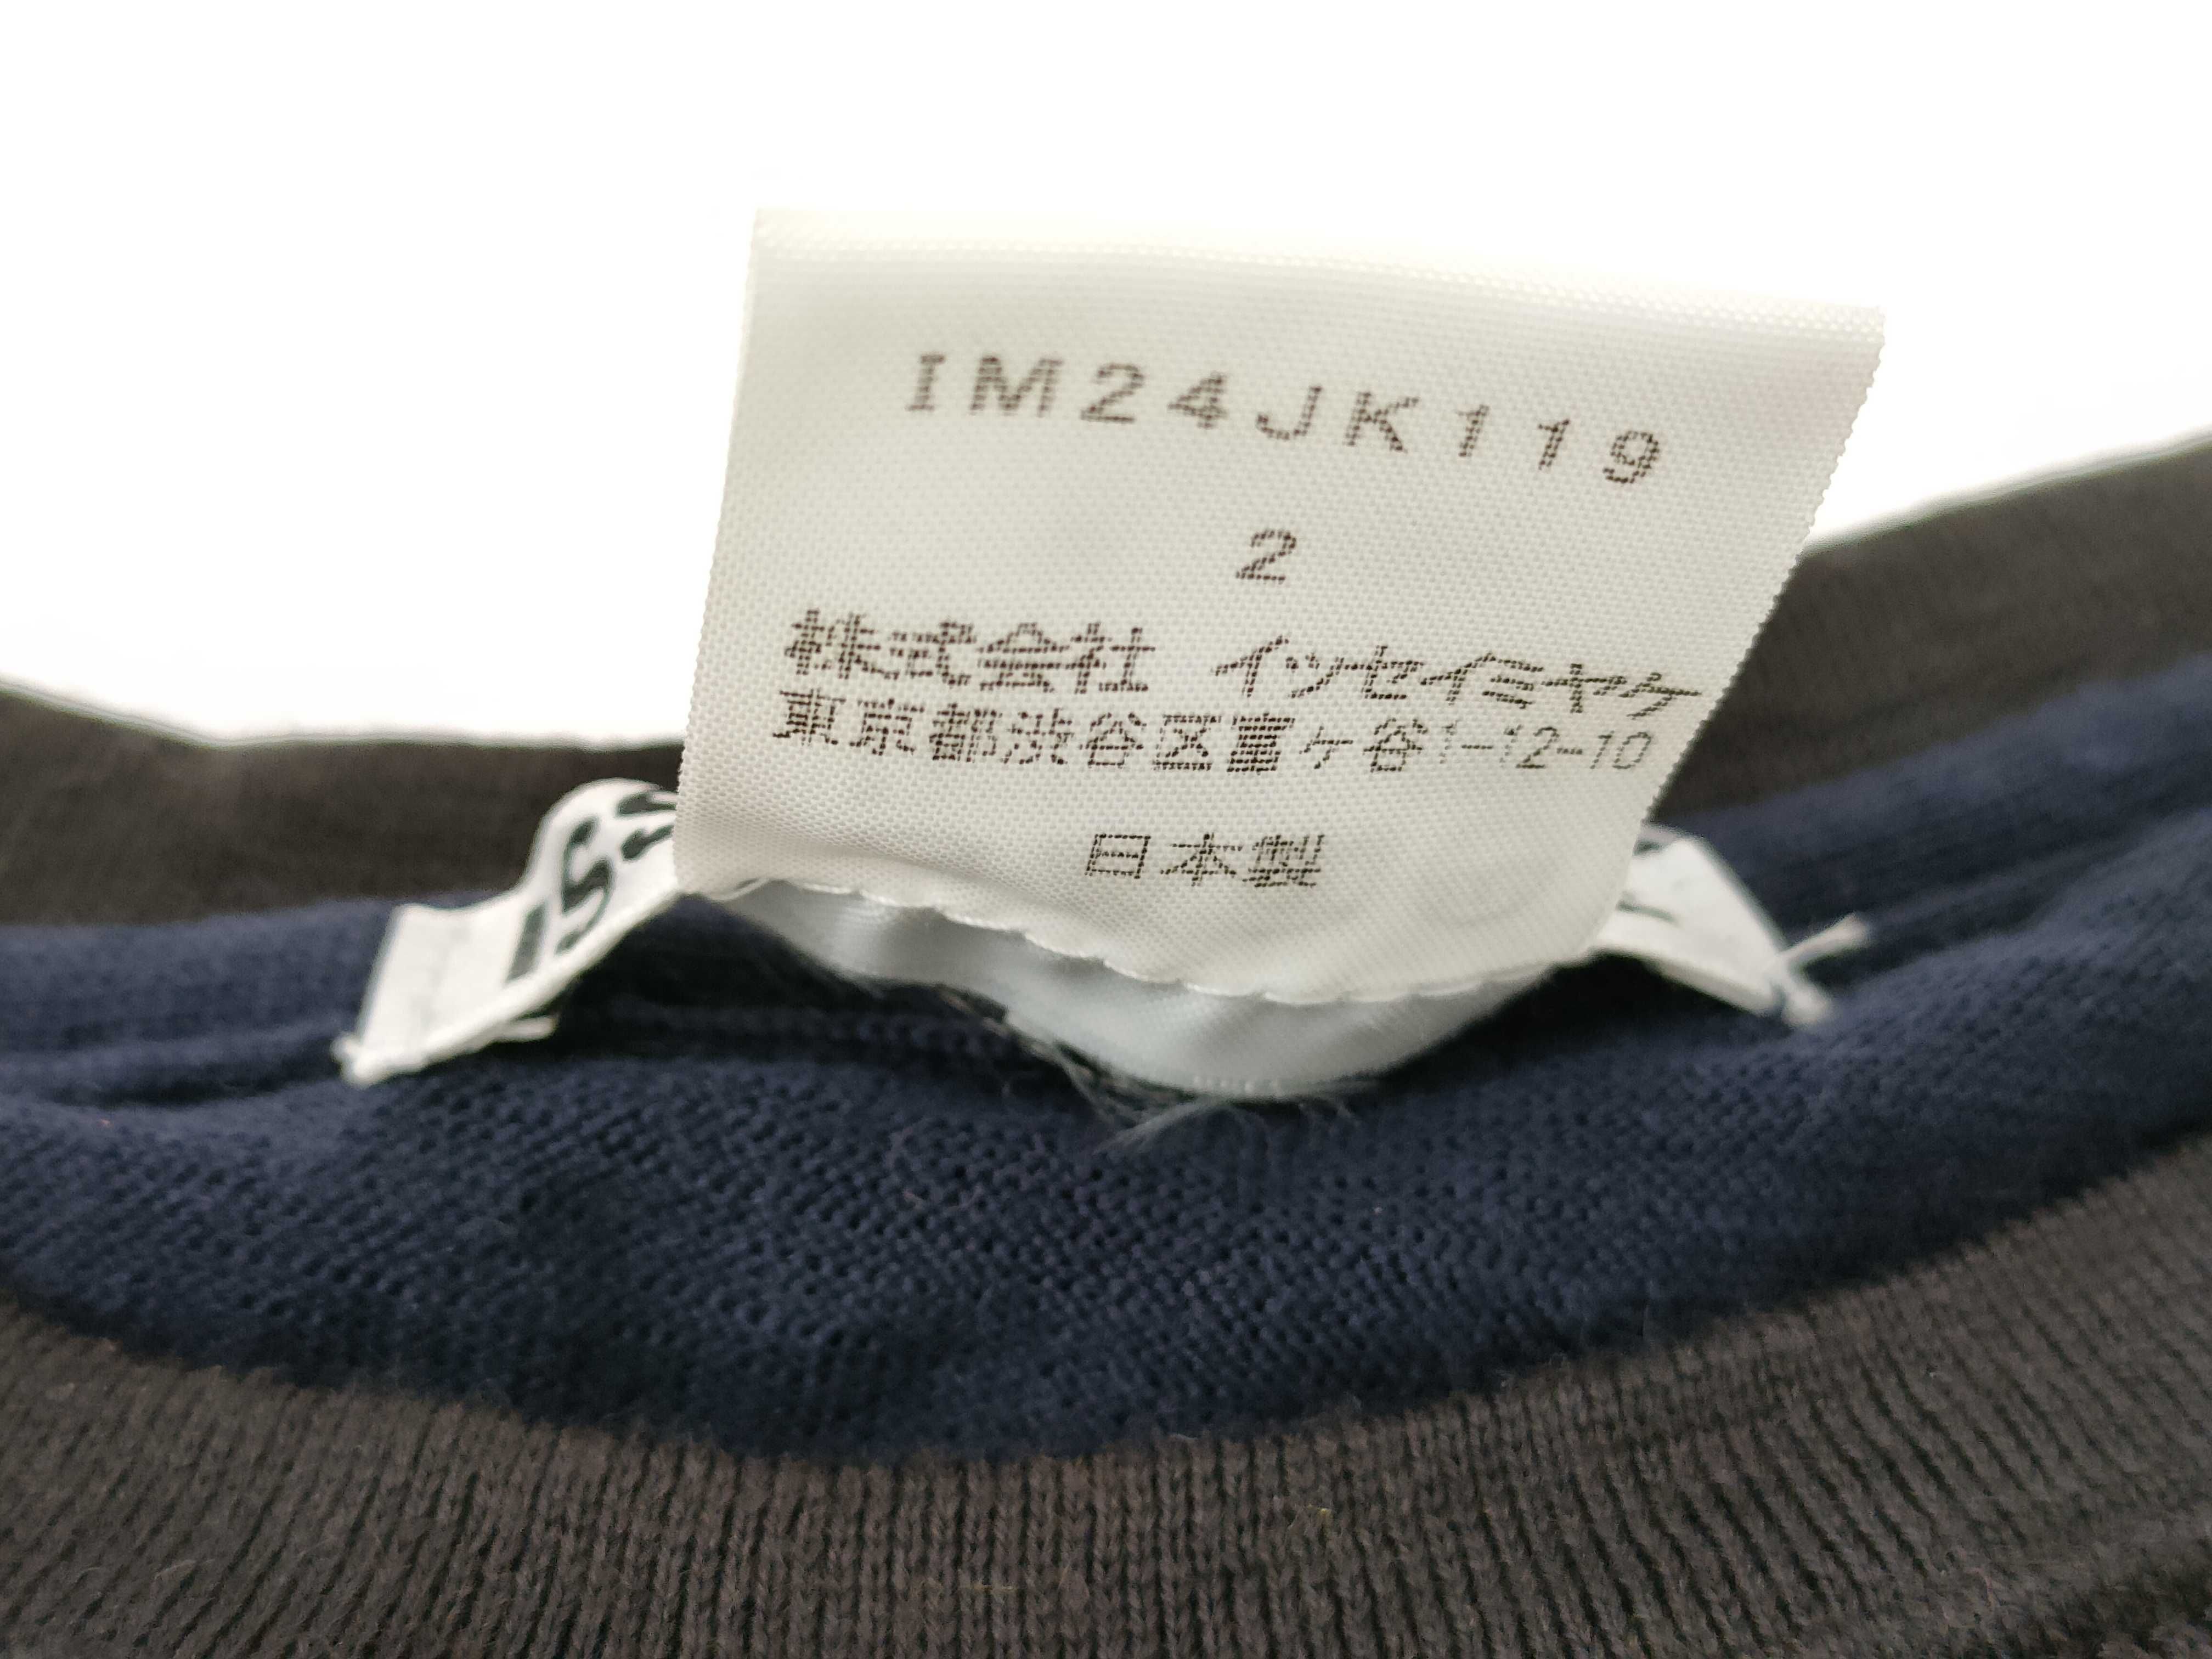 IM24JK119
2
株式会社 イッセイミヤケ
東京都渋谷区富ヶ谷1-12-10
日本製
ISS